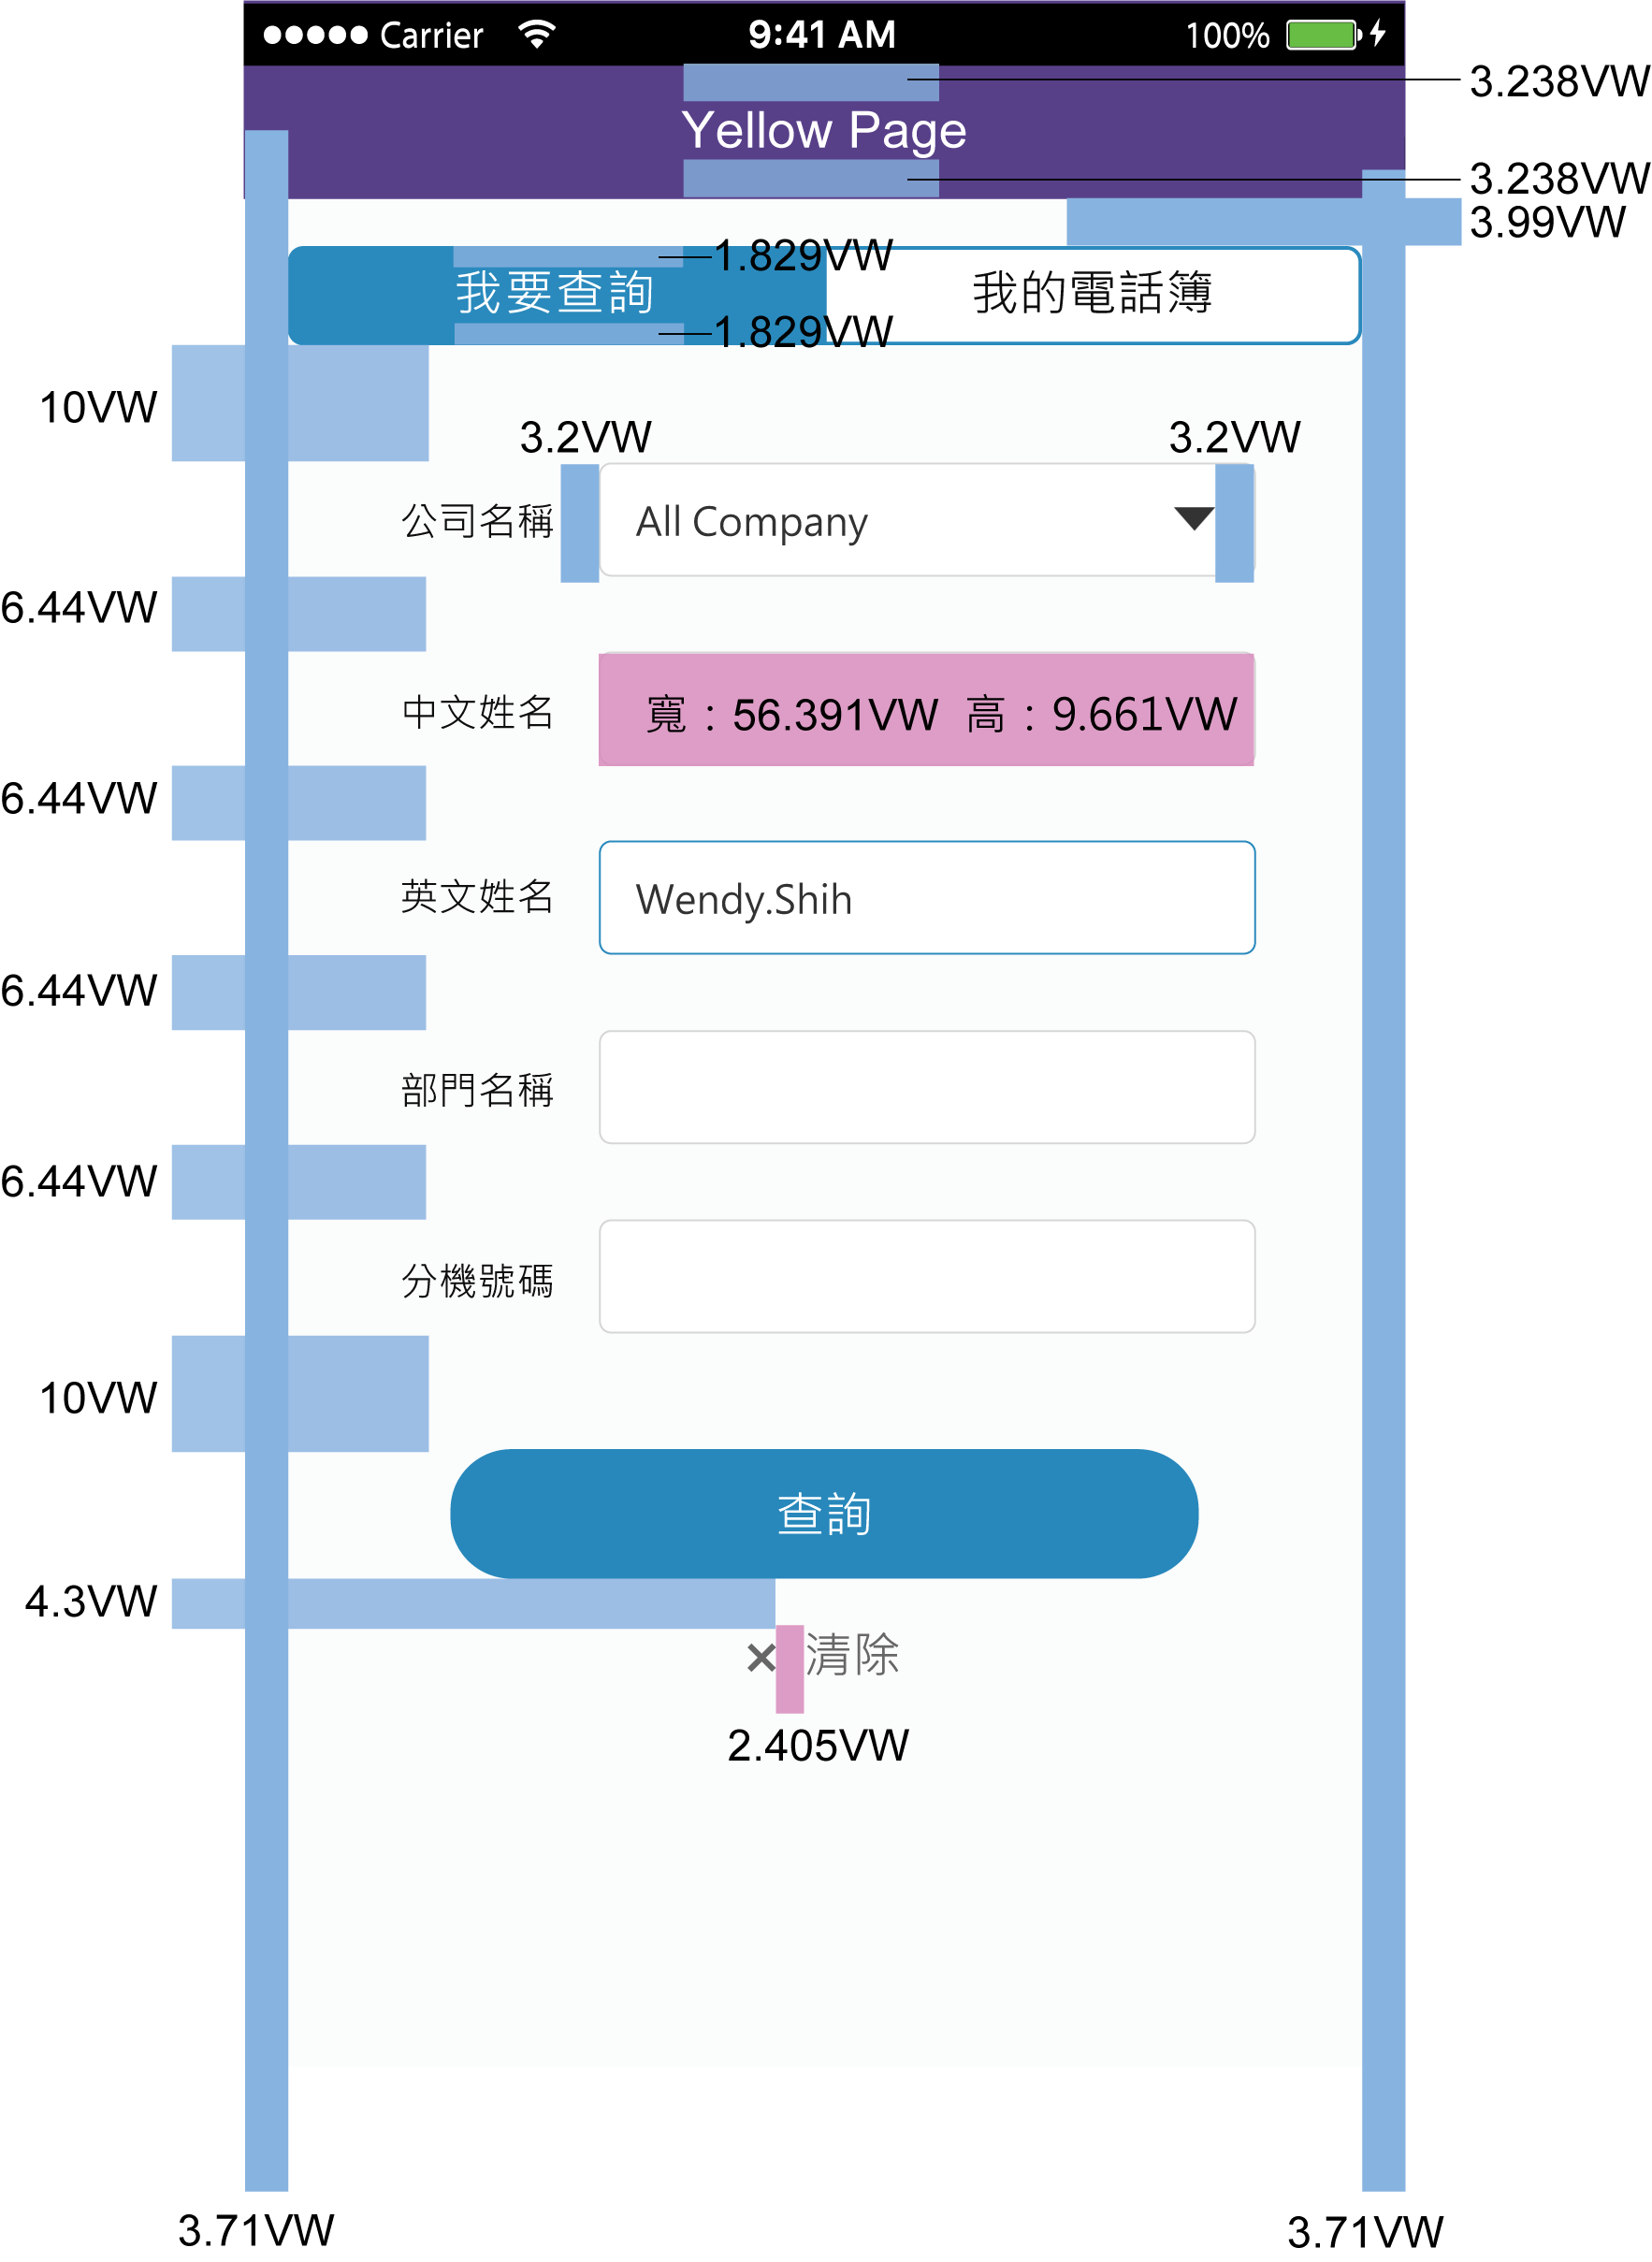 Carrier 9:41 AM 100%
3.238VW
Yellow Page
3.238VW
3.99VW
1.829VW
我要查詢 我的電話簿
1.829VW
10VW
3.2VW 3.2VW
公司名稱 All Company
6.44VW
中文姓名 寬：56.391VW 高：9.661VW
6.44VW
英文姓名 Wendy.Shih
6.44VW
部門名稱
6.44VW
分機號碼
10VW
查詢
4.3VW
× 清除
2.405VW
3.71VW 3.71VW